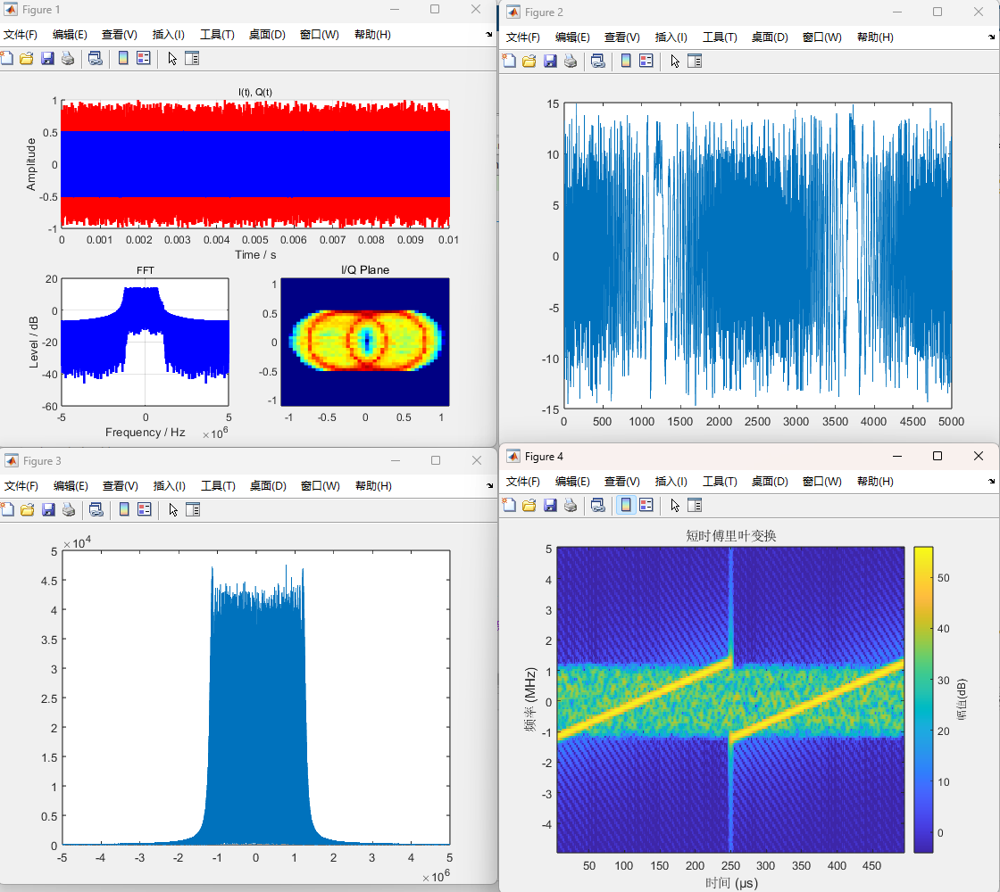 Figure 1
文件(F) 编辑(E) 查看(V) 插入(I) 工具(T) 桌面(D) 窗口(W) 帮助(H)
I(t), Q(t)
1
0.5
0
-0.5
-1
Amplitude
0 0.001 0.002 0.003 0.004 0.005 0.006 0.007 0.008 0.009 0.01
Time / s
FFT
20
0
-20
-40
-60
Level / dB
-5 0 5
Frequency / Hz ×10^6
I/Q Plane
1
0.5
0
-0.5
-1
-1 -0.5 0 0.5 1
Figure 2
文件(F) 编辑(E) 查看(V) 插入(I) 工具(T) 桌面(D) 窗口(W) 帮助(H)
15
10
5
0
-5
-10
-15
0 500 1000 1500 2000 2500 3000 3500 4000 4500 5000
Figure 3
文件(F) 编辑(E) 查看(V) 插入(I) 工具(T) 桌面(D) 窗口(W) 帮助(H)
×10^4
5
4.5
4
3.5
3
2.5
2
1.5
1
0.5
0
-5 -4 -3 -2 -1 0 1 2 3 4 5
×10^6
Figure 4
文件(F) 编辑(E) 查看(V) 插入(I) 工具(T) 桌面(D) 窗口(W) 帮助(H)
短时傅里叶变换
5
4
3
2
1
0
-1
-2
-3
-4
频率 (MHz)
50 100 150 200 250 300 350 400 450
时间 (μs)
50
40
30
20
10
0
幅值(dB)